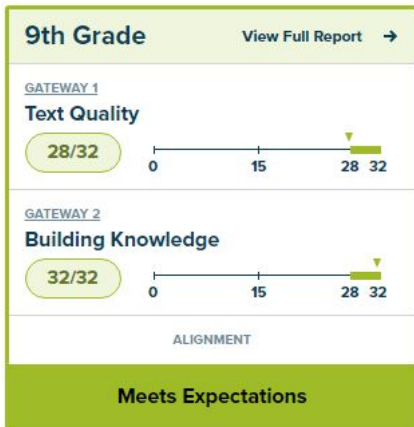 9th Grade View Full Report →
GATEWAY 1
Text Quality
28/32
0 15 28 32
GATEWAY 2
Building Knowledge
32/32
0 15 28 32
ALIGNMENT
Meets Expectations